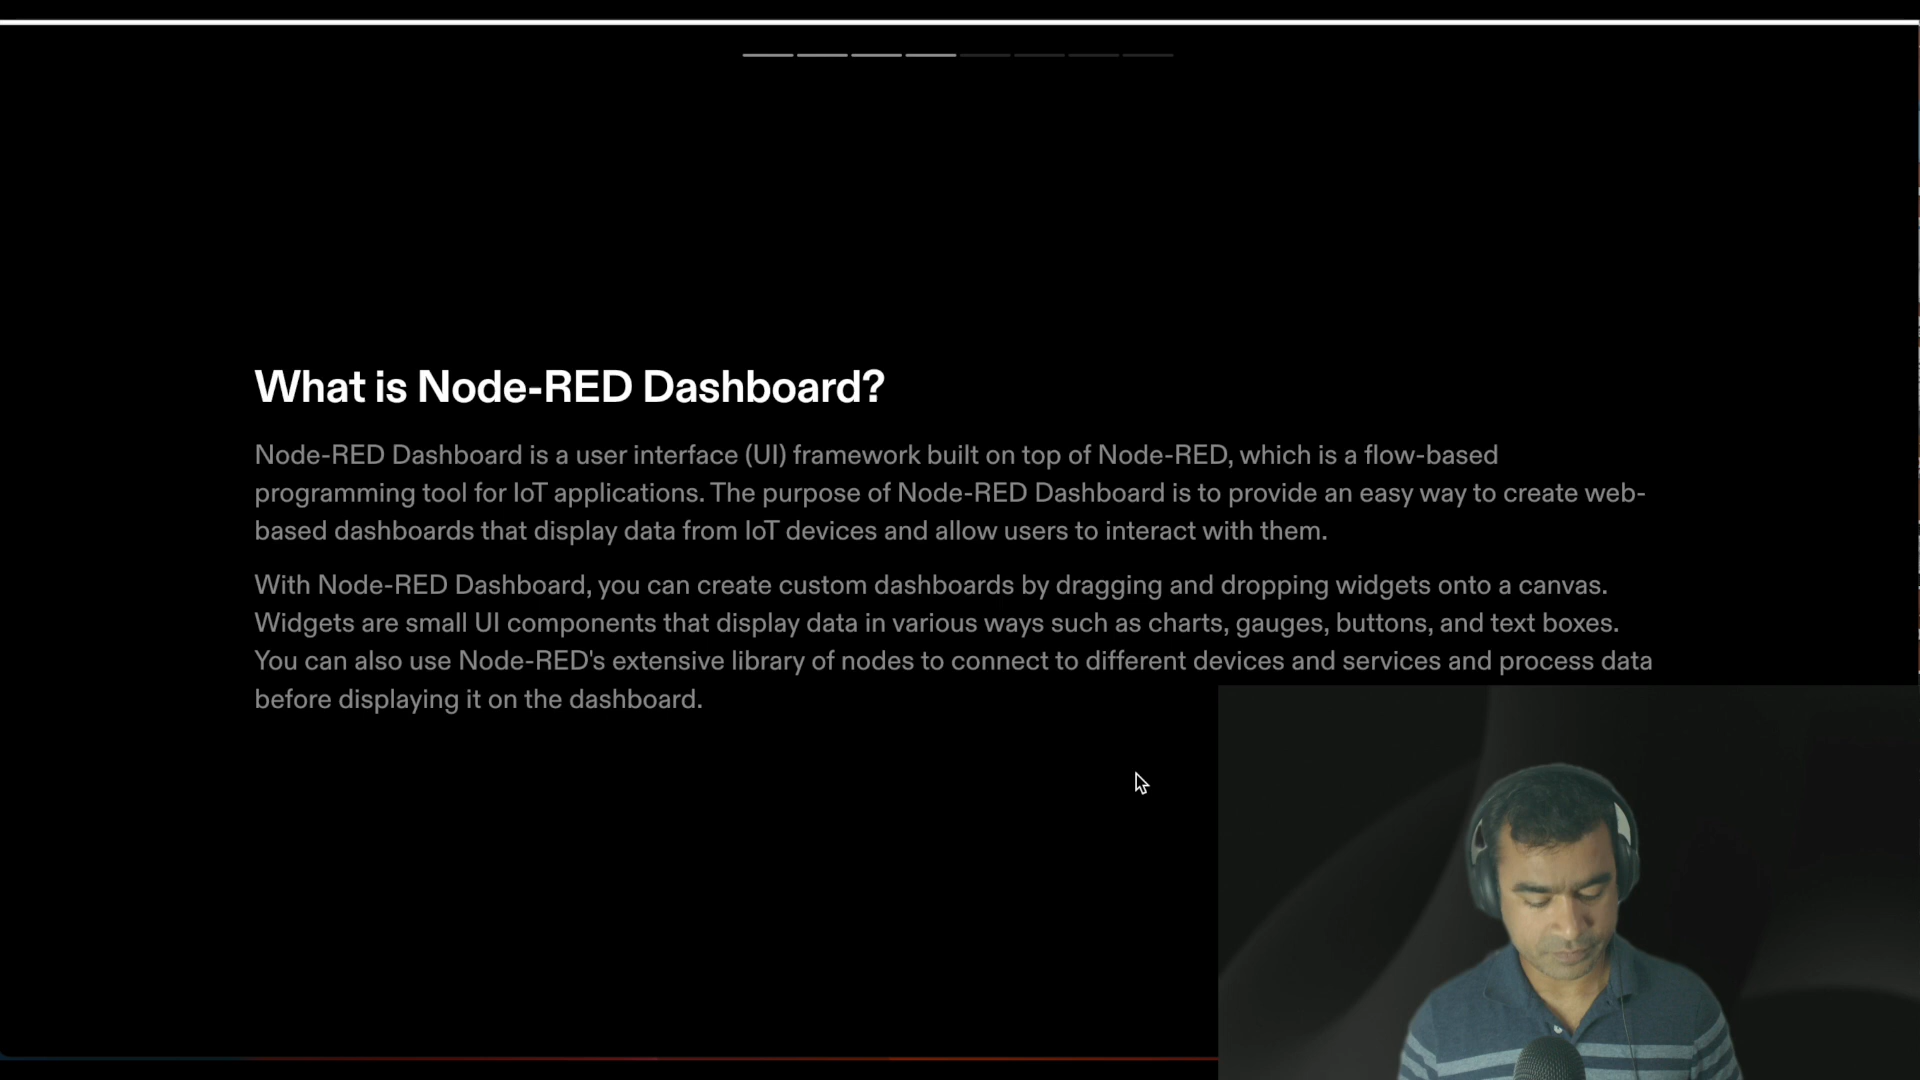 What is Node-RED Dashboard?
Node-RED Dashboard is a user interface (UI) framework built on top of Node-RED, which is a flow-based
programming tool for IoT applications. The purpose of Node-RED Dashboard is to provide an easy way to create web-
based dashboards that display data from IoT devices and allow users to interact with them.
With Node-RED Dashboard, you can create custom dashboards by dragging and dropping widgets onto a canvas.
Widgets are small UI components that display data in various ways such as charts, gauges, buttons, and text boxes.
You can also use Node-RED's extensive library of nodes to connect to different devices and services and process data
before displaying it on the dashboard.